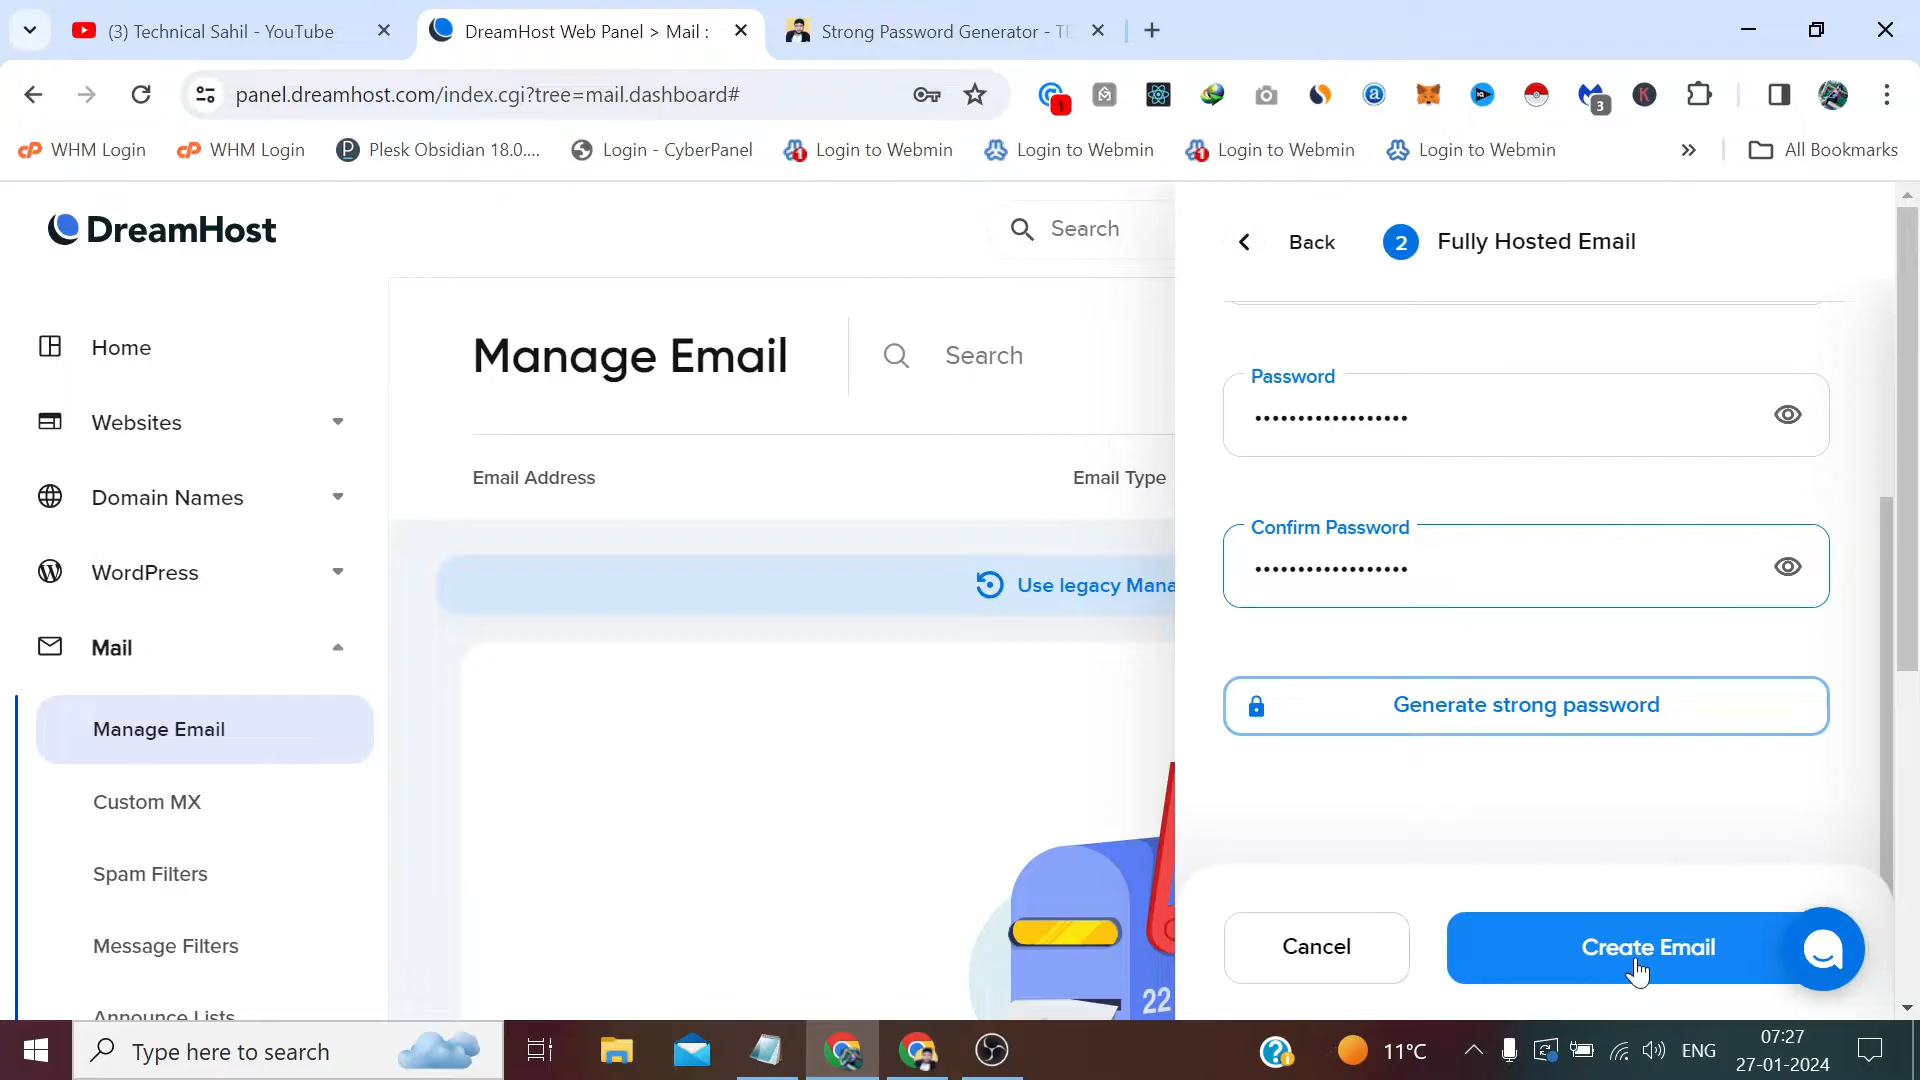 (3) Technical Sahil - YouTube
DreamHost Web Panel > Mail :
Strong Password Generator - TE
panel.dreamhost.com/index.cgi?tree=mail.dashboard#
1
3
WHM Login
WHM Login
Plesk Obsidian 18.0....
Login - CyberPanel
Login to Webmin
Login to Webmin
Login to Webmin
Login to Webmin
All Bookmarks
DreamHost
Search
Back
2
Fully Hosted Email
Home
Websites
Domain Names
WordPress
Mail
Manage Email
Custom MX
Spam Filters
Message Filters
Announce Lists
Manage Email
Search
Email Address
Email Type
Use legacy Mana
22
Password
Confirm Password
Generate strong password
Cancel
Create Email
Type here to search
11°C
ENG
07:27
27-01-2024